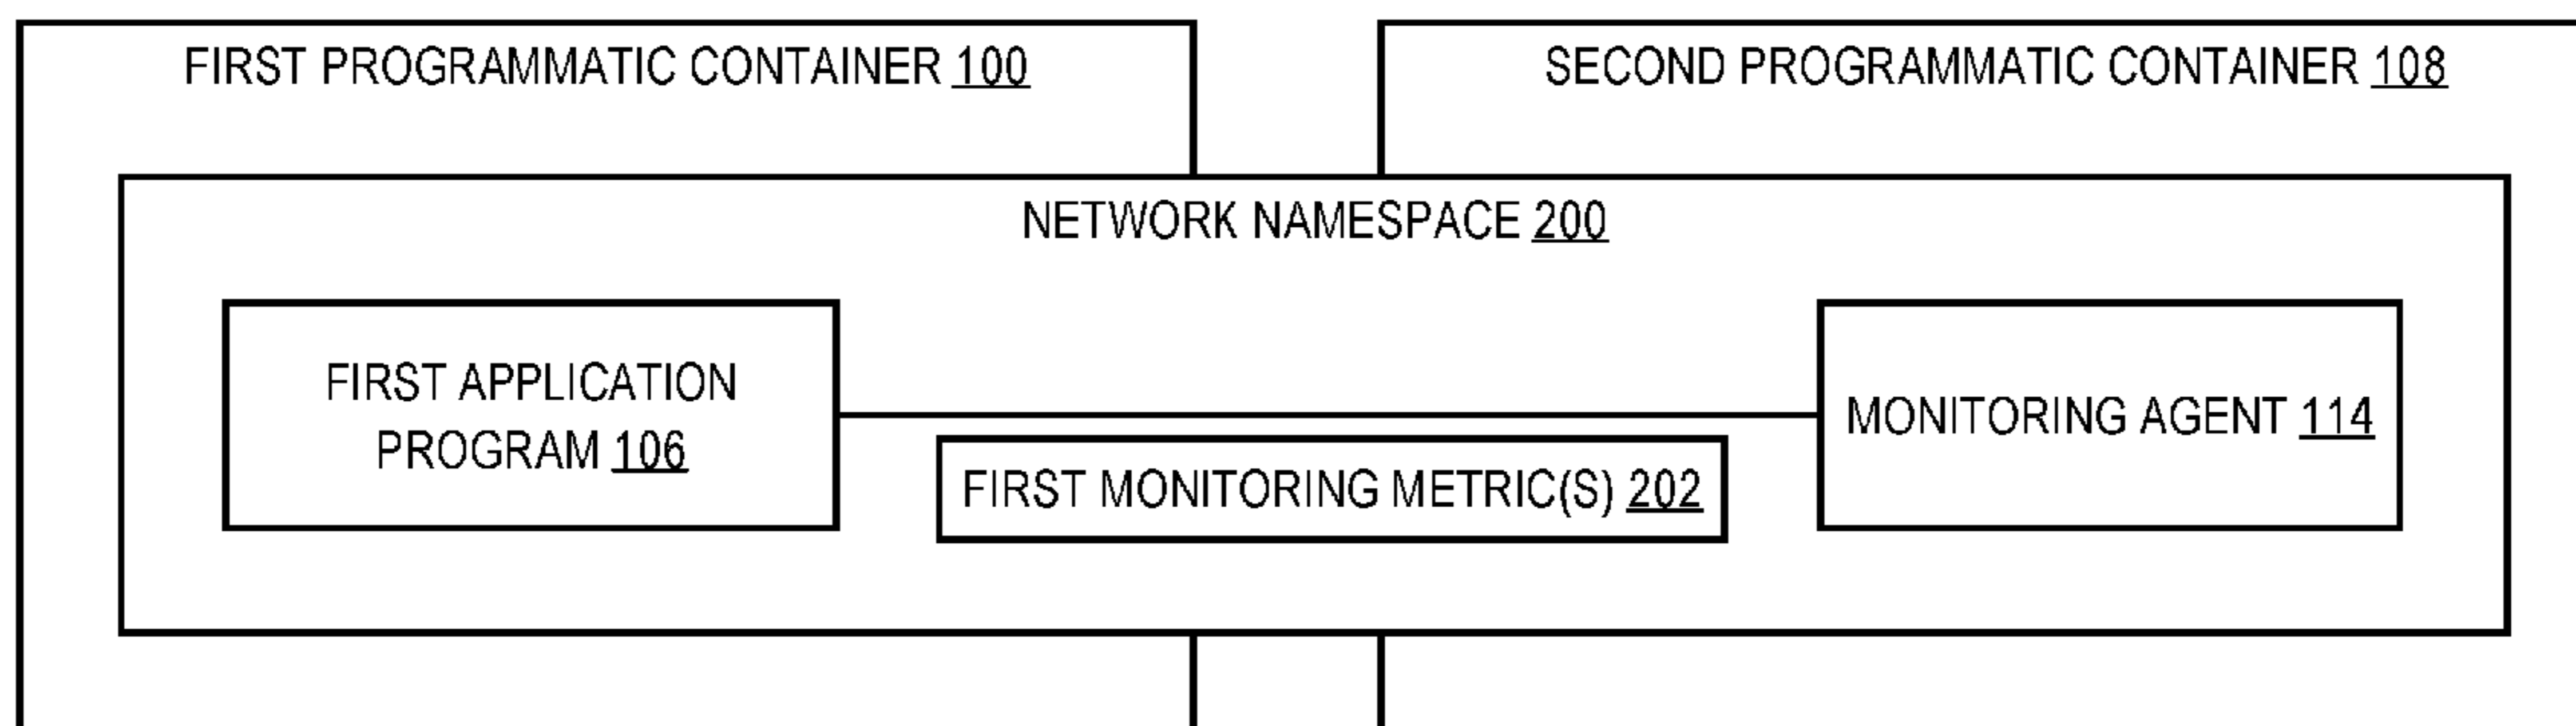 FIRST PROGRAMMATIC CONTAINER 100
SECOND PROGRAMMATIC CONTAINER 108
NETWORK NAMESPACE 200
FIRST APPLICATION
PROGRAM 106
MONITORING AGENT 114
FIRST MONITORING METRIC(S) 202